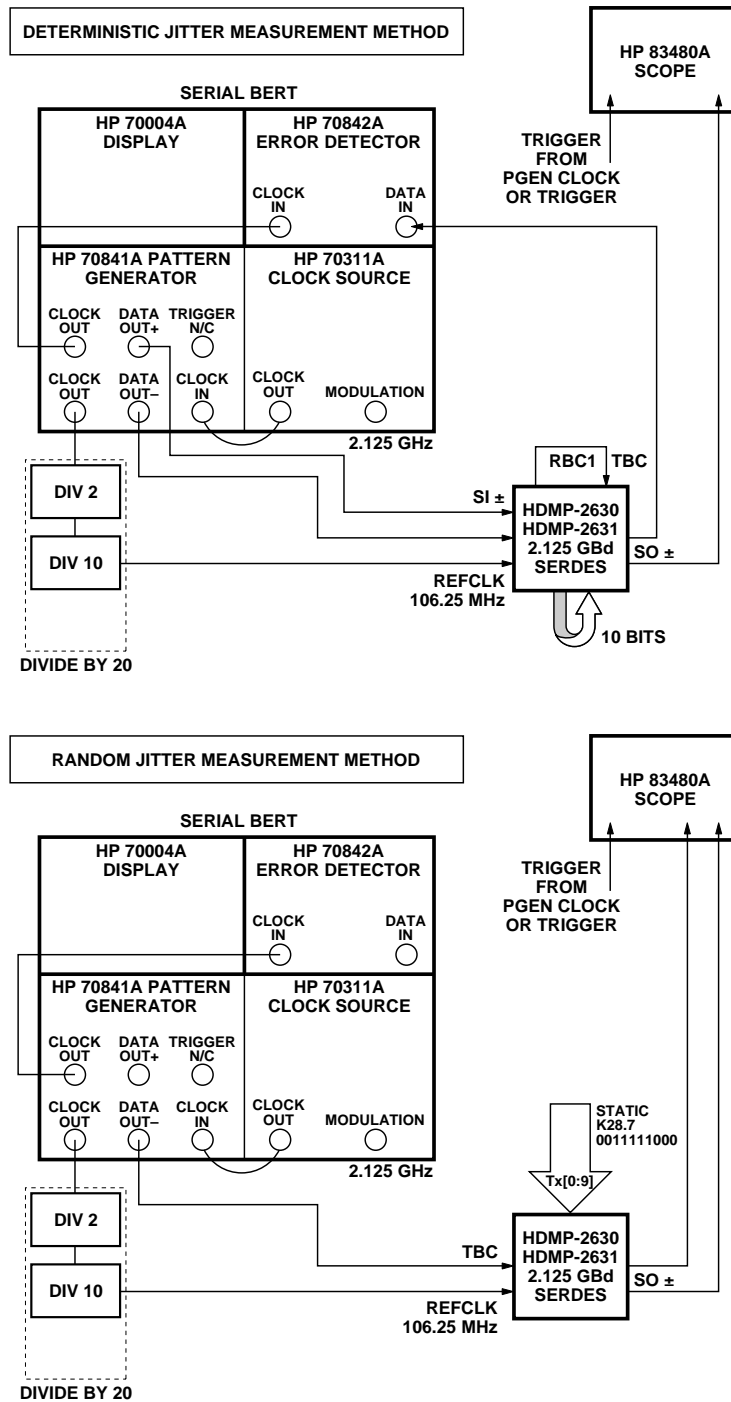 DETERMINISTIC JITTER MEASUREMENT METHOD
HP 83480A
SCOPE
SERIAL BERT
HP 70004A
DISPLAY
HP 70842A
ERROR DETECTOR
TRIGGER
FROM
PGEN CLOCK
OR TRIGGER
CLOCK
IN
DATA
IN
HP 70841A PATTERN
GENERATOR
HP 70311A
CLOCK SOURCE
CLOCK
OUT
DATA
OUT+
TRIGGER
N/C
CLOCK
OUT
DATA
OUT–
CLOCK
IN
CLOCK
OUT
MODULATION
2.125 GHz
RBC1
TBC
DIV 2
SI ±
HDMP-2630
HDMP-2631
2.125 GBd
SERDES
DIV 10
SO ±
REFCLK
106.25 MHz
10 BITS
DIVIDE BY 20
RANDOM JITTER MEASUREMENT METHOD
HP 83480A
SCOPE
SERIAL BERT
HP 70004A
DISPLAY
HP 70842A
ERROR DETECTOR
TRIGGER
FROM
PGEN CLOCK
OR TRIGGER
CLOCK
IN
DATA
IN
HP 70841A PATTERN
GENERATOR
HP 70311A
CLOCK SOURCE
CLOCK
OUT
DATA
OUT+
TRIGGER
N/C
CLOCK
OUT
DATA
OUT–
CLOCK
IN
CLOCK
OUT
MODULATION
2.125 GHz
STATIC
K28.7
0011111000
Tx[0:9]
DIV 2
TBC
HDMP-2630
HDMP-2631
2.125 GBd
SERDES
DIV 10
SO ±
REFCLK
106.25 MHz
DIVIDE BY 20